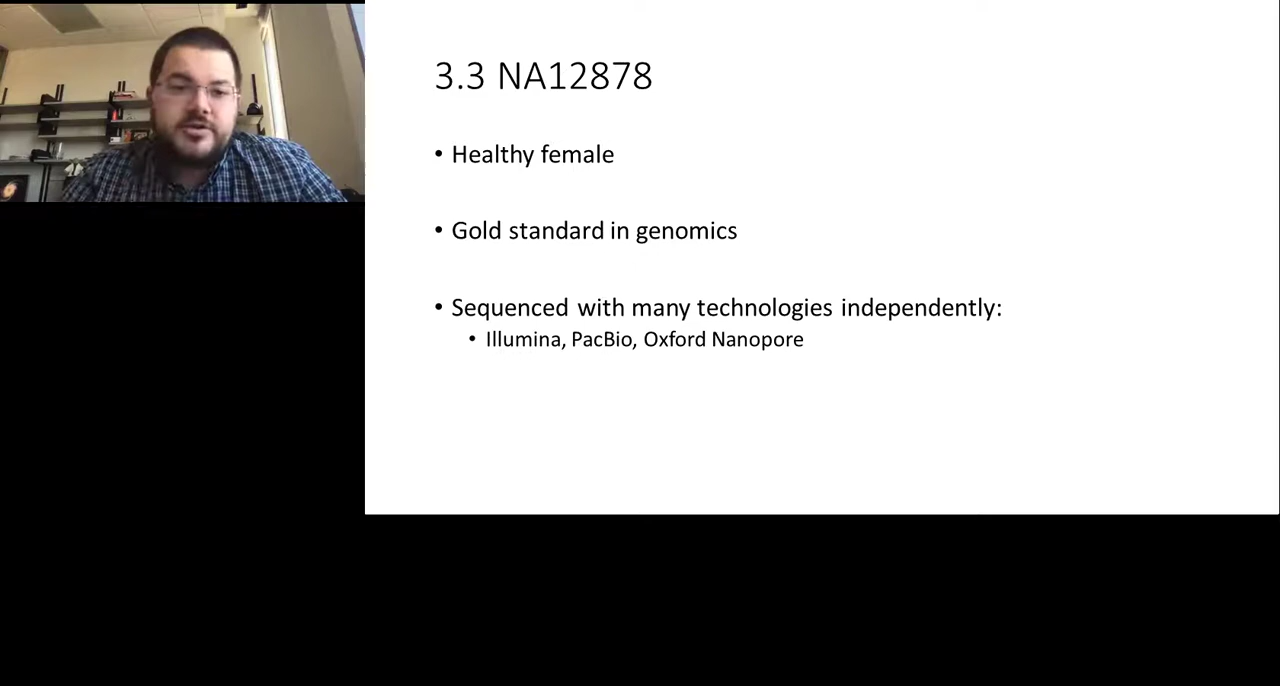 3.3 NA12878
• Healthy female
• Gold standard in genomics
• Sequenced with many technologies independently:
• Illumina, PacBio, Oxford Nanopore